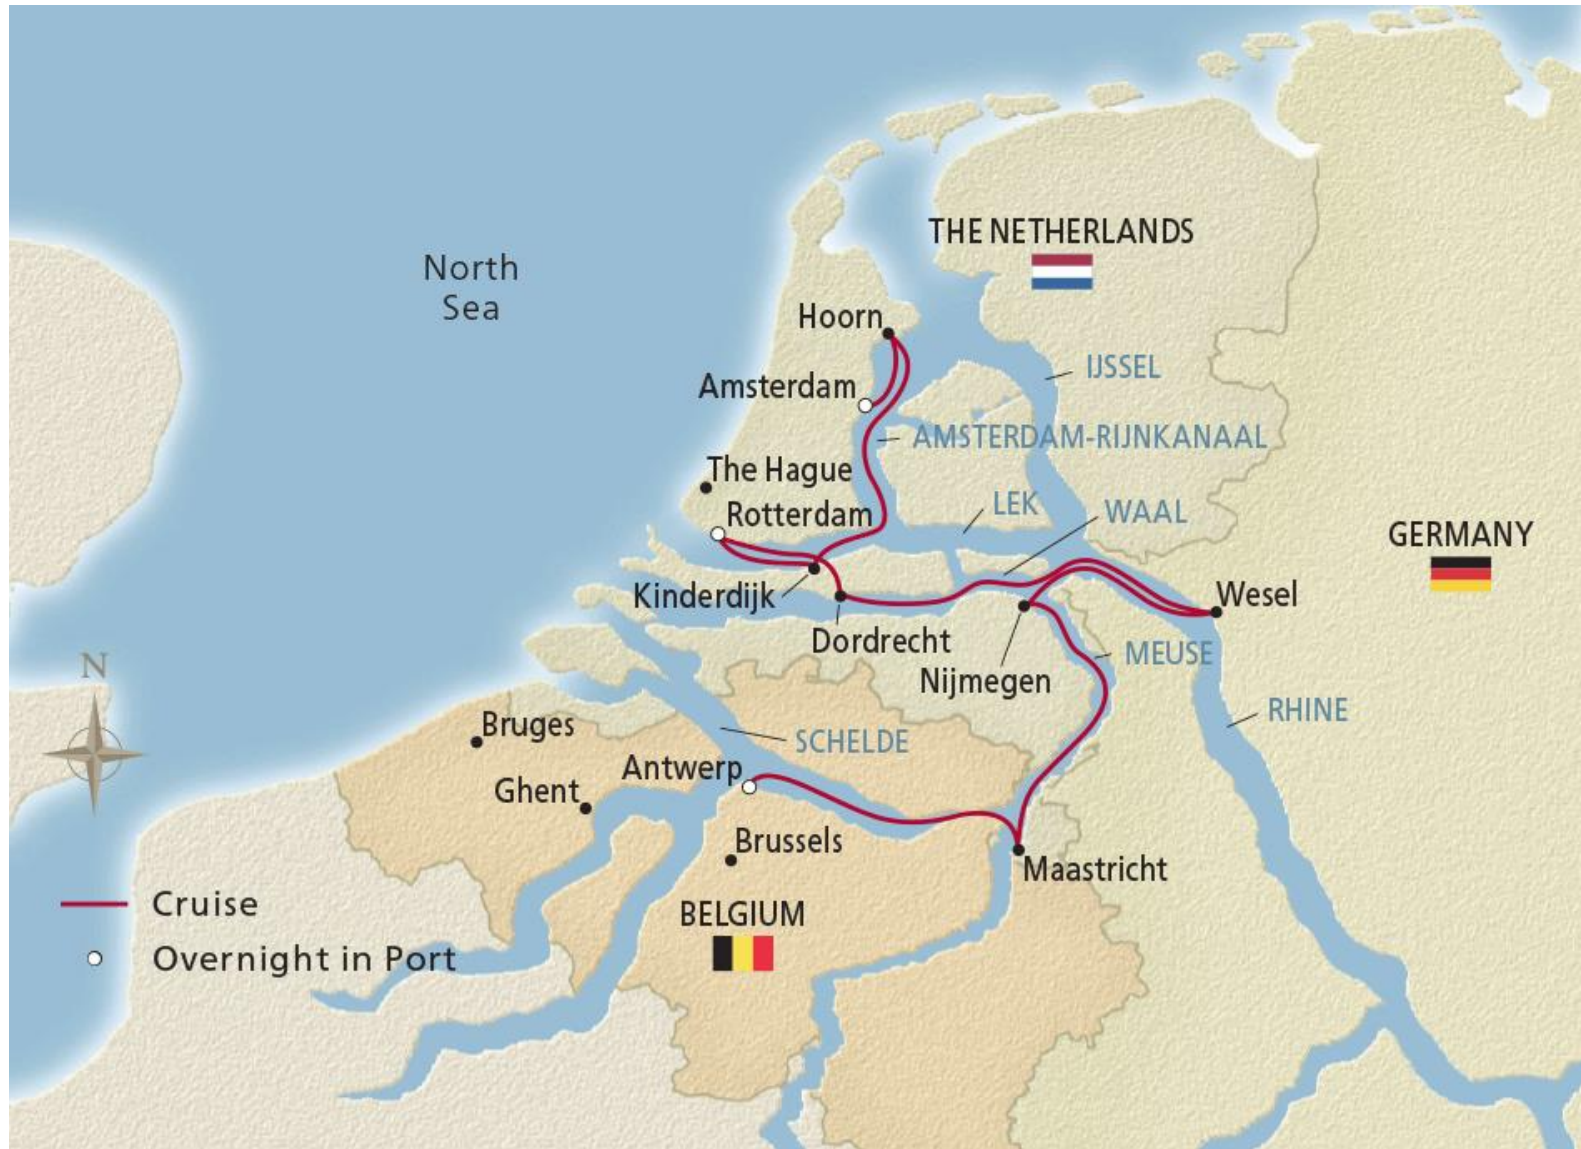 THE NETHERLANDS
North
Sea
Hoorn
IJSSEL
Amsterdam
AMSTERDAM-RIJNKANAAL
The Hague
LEK
WAAL
Rotterdam
GERMANY
Kinderdijk
Wesel
Dordrecht
MEUSE
Nijmegen
N
RHINE
Bruges
SCHELDE
Antwerp
Ghent
Brussels
Maastricht
Cruise
BELGIUM
Overnight in Port